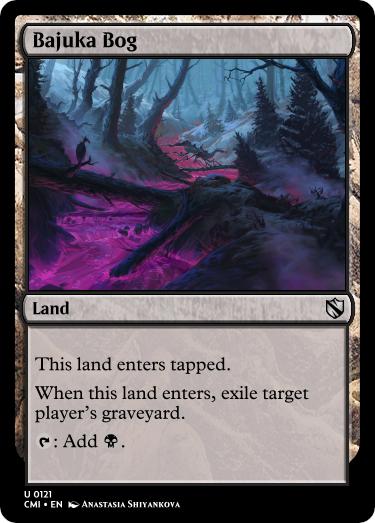 Bajuka Bog
Land
This land enters tapped.
When this land enters, exile target
player's graveyard.
: Add .
U 0121
CMI • EN Anastasia Shiyankova